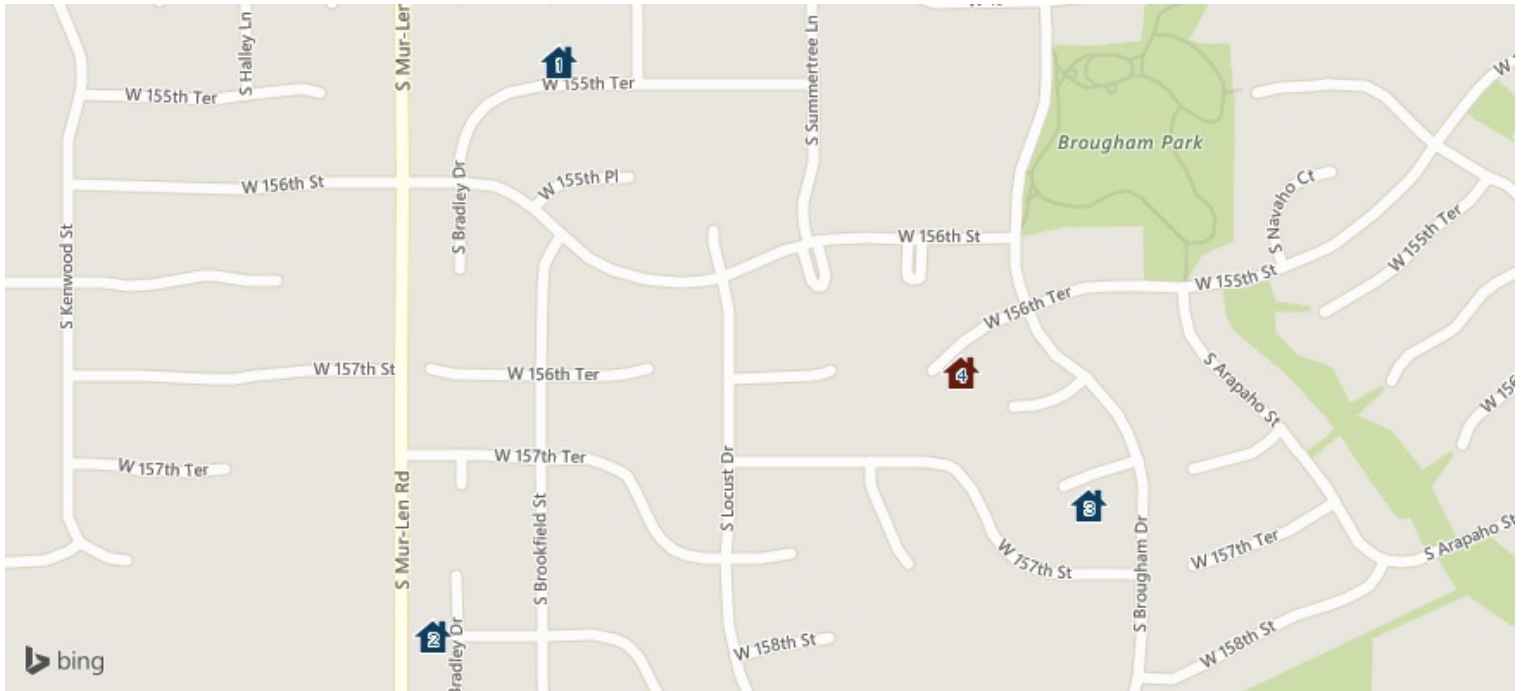 S Halley Ln
S Mur-Len
W 155th Ter
1
W 155th Ter
S Summertree Ln
Brougham Park
W 156th St
S Bradley Dr
W 155th Pl
S Kenwood St
W 156th St
S Navaho Ct
W 155th Ter
W 155th St
W 156th Ter
W 157th St
W 156th Ter
4
S Arapaho St
W 156
W 157th Ter
W 157th Ter
S Locust Dr
3
S Mur-Len Rd
S Brookfield St
W 157th St
S Brougham Dr
W 157th Ter
S Arapaho St
2
Bradley Dr
W 158th St
W 158th St
bing